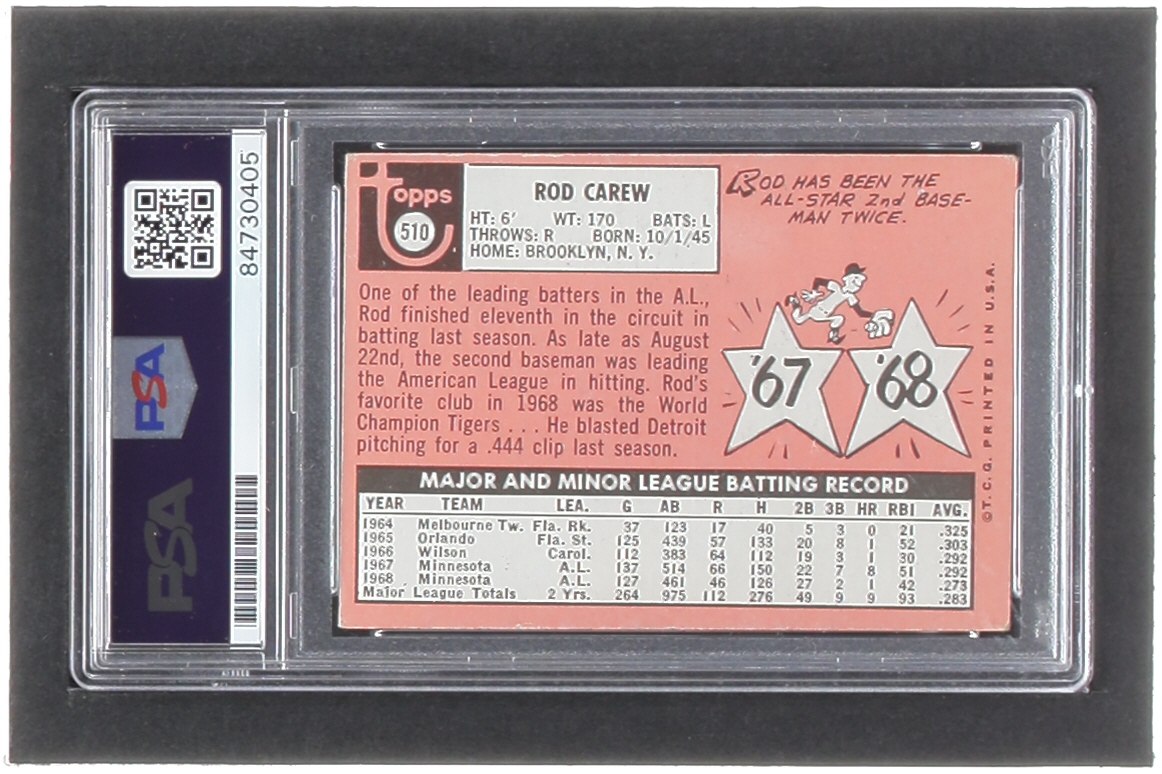 84730405
PSA
PSA
Topps
510
ROD CAREW
HT: 6' WT: 170 BATS: L
THROWS: R BORN: 10/1/45
HOME: BROOKLYN, N. Y.
ROD HAS BEEN THE
ALL-STAR 2nd BASE-
MAN TWICE.
One of the leading batters in the A.L.,
Rod finished eleventh in the circuit in
batting last season. As late as August
22nd, the second baseman was leading
the American League in hitting. Rod's
favorite club in 1968 was the World
Champion Tigers . . . He blasted Detroit
pitching for a .444 clip last season.
'67
'68
©T. C. G. PRINTED IN U.S.A.
MAJOR AND MINOR LEAGUE BATTING RECORD
YEAR TEAM LEA. G AB R H 2B 3B HR RBI AVG.
1964 Melbourne Tw. Fla. Rk. 37 123 17 40 5 3 0 21 .325
1965 Orlando Fla. St. 125 439 57 133 20 8 1 52 .303
1966 Wilson Carol. 112 383 64 112 19 3 1 30 .292
1967 Minnesota A.L. 137 514 66 150 22 7 8 51 .292
1968 Minnesota A.L. 127 461 46 126 27 2 1 42 .273
Major League Totals 2 Yrs. 264 975 112 276 49 9 9 93 .283